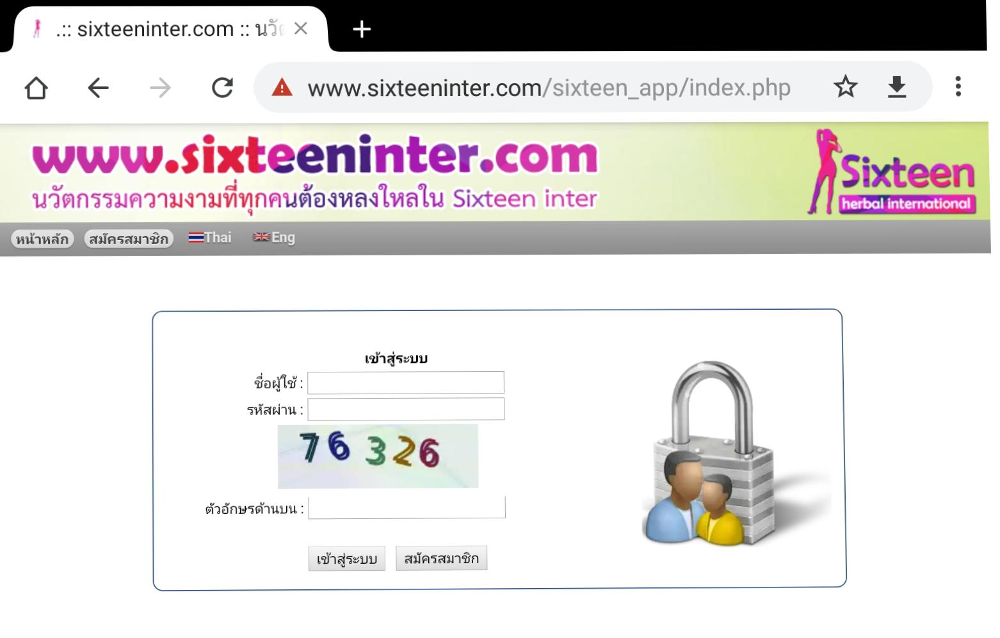 .:: sixteeninter.com :: นวั
www.sixteeninter.com/sixteen_app/index.php
www.sixteeninter.com
นวัตกรรมความงามที่ทุกคนต้องหลงใหลใน Sixteen inter
Sixteen
herbal international
หน้าหลัก สมัครสมาชิก Thai Eng
เข้าสู่ระบบ
ชื่อผู้ใช้ :
รหัสผ่าน :
76326
ตัวอักษรด้านบน :
เข้าสู่ระบบ สมัครสมาชิก